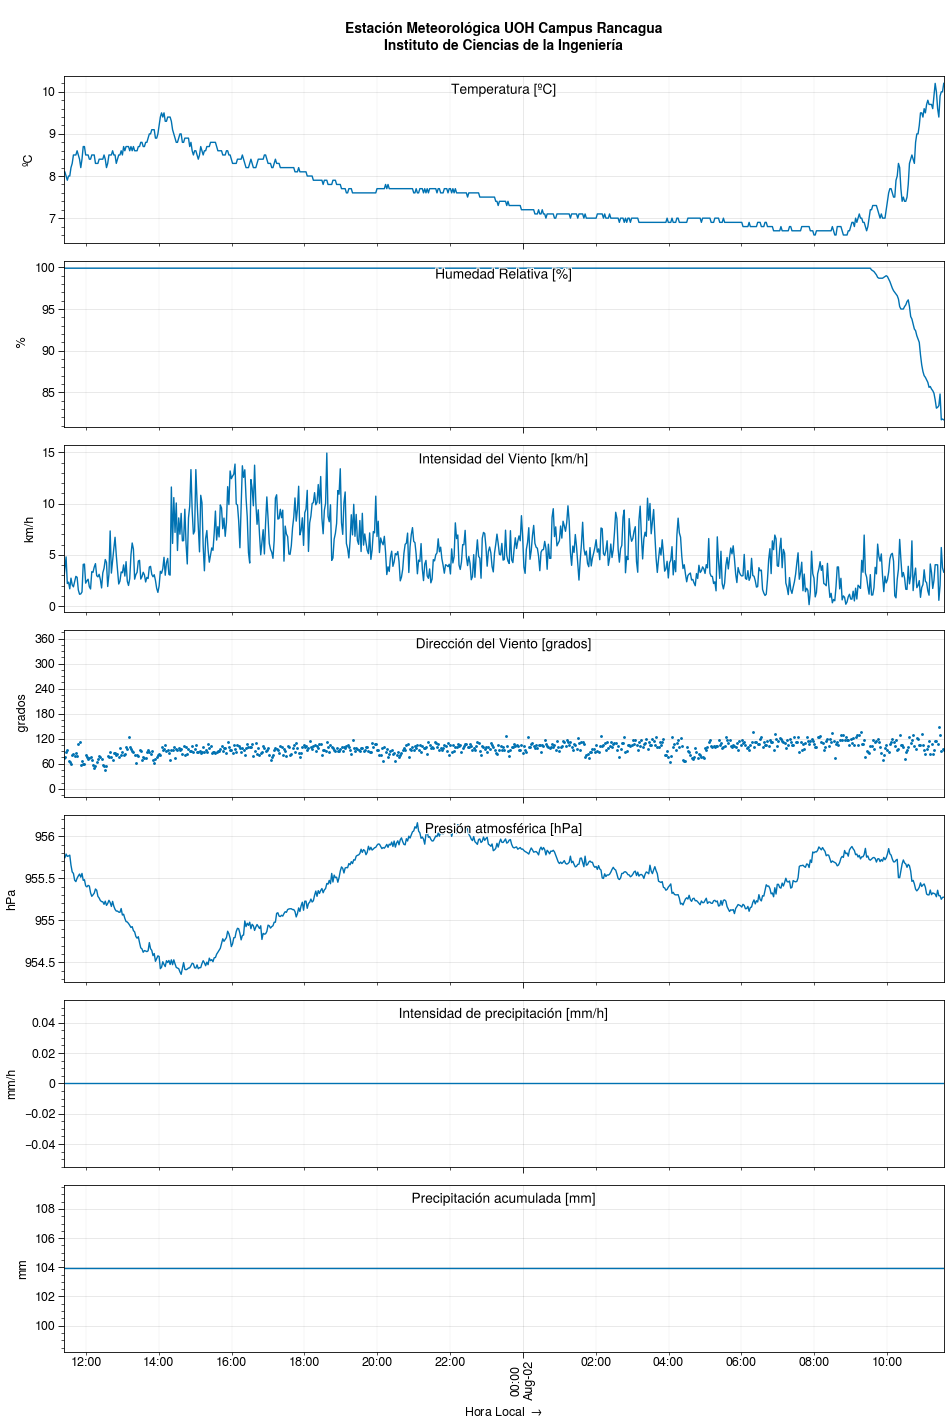 Estación Meteorológica UOH Campus Rancagua
Instituto de Ciencias de la Ingeniería
Temperatura [ºC]
ºC
10
9
8
7
Humedad Relativa [%]
%
100
95
90
85
Intensidad del Viento [km/h]
km/h
15
10
5
0
Dirección del Viento [grados]
grados
360
300
240
180
120
60
0
Presión atmosférica [hPa]
hPa
956
955.5
955
954.5
Intensidad de precipitación [mm/h]
mm/h
0.04
0.02
0
−0.02
−0.04
Precipitación acumulada [mm]
mm
108
106
104
102
100
12:00 14:00 16:00 18:00 20:00 22:00 00:00 02:00 04:00 06:00 08:00 10:00
Aug-02
Hora Local →